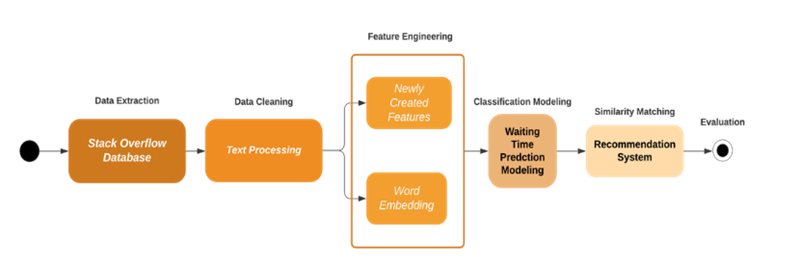 Feature Engineering
Data Extraction
Data Cleaning
Classification Modeling
Similarity Matching
Evaluation
Stack Overflow
Database
Text Processing
Newly
Created
Features
Word
Embedding
Waiting
Time
Predction
Modeling
Recommendation
System